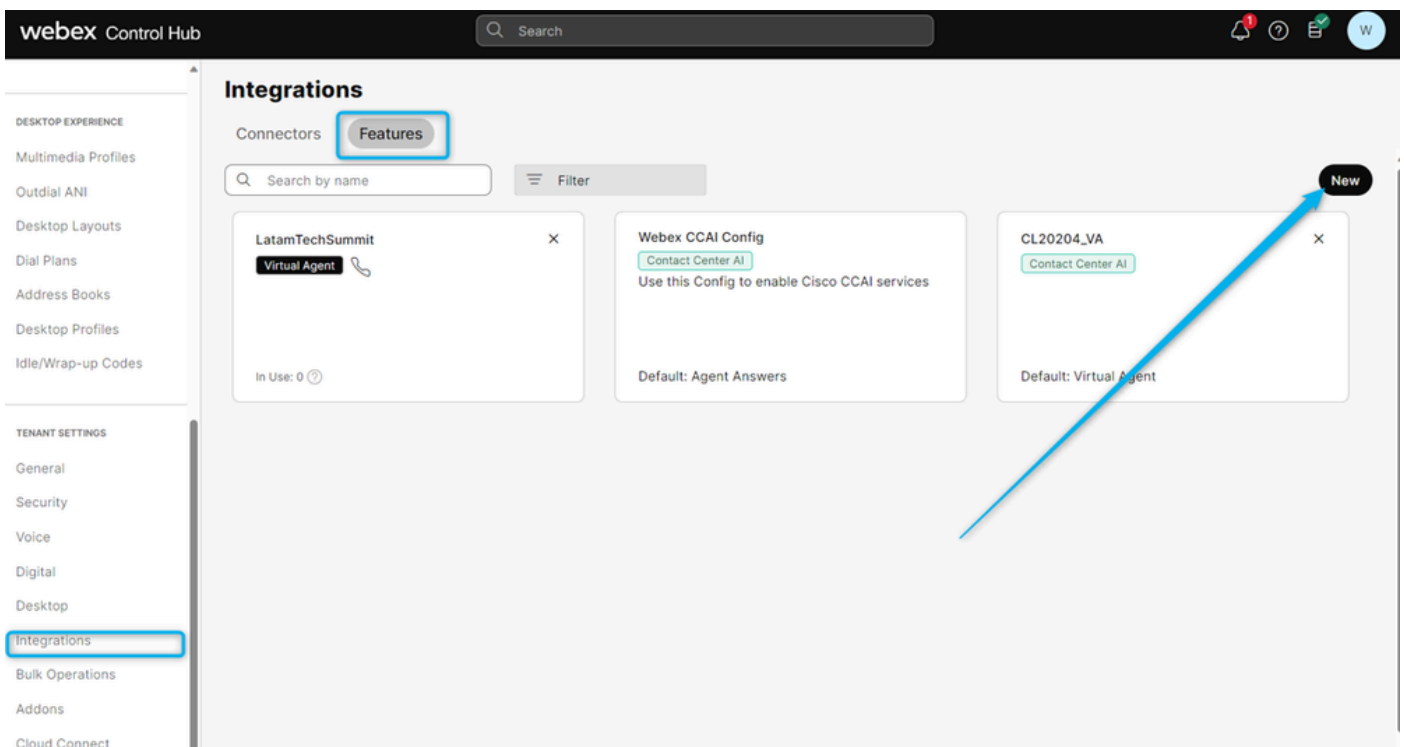 webex Control Hub
Search
1
W
DESKTOP EXPERIENCE
Multimedia Profiles
Outdial ANI
Desktop Layouts
Dial Plans
Address Books
Desktop Profiles
Idle/Wrap-up Codes
TENANT SETTINGS
General
Security
Voice
Digital
Desktop
Integrations
Bulk Operations
Addons
Cloud Connect
Integrations
Connectors Features
Search by name Filter New
LatamTechSummit
Virtual Agent
In Use: 0
Webex CCAI Config
Contact Center AI
Use this Config to enable Cisco CCAI services
Default: Agent Answers
CL20204_VA
Contact Center AI
Default: Virtual Agent